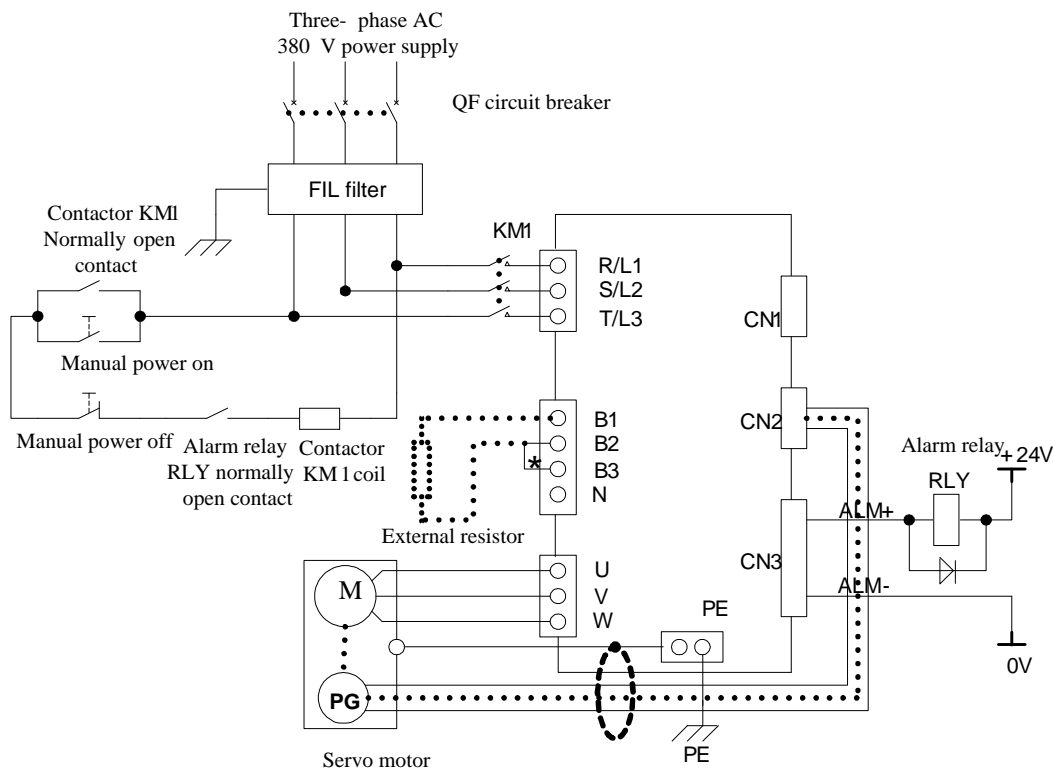 Three- phase AC
380 V power supply
QF circuit breaker
FIL filter
Contactor KM1
Normally open
contact
KM1
R/L1
S/L2
T/L3
CN1
Manual power on
Manual power off
Alarm relay
RLY normally
open contact
Contactor
KM 1 coil
B1
B2
*
B3
N
External resistor
CN2
Alarm relay
+ 24V
RLY
ALM+
CN3
ALM-
0V
M
U
V
W
PE
PG
PE
Servo motor